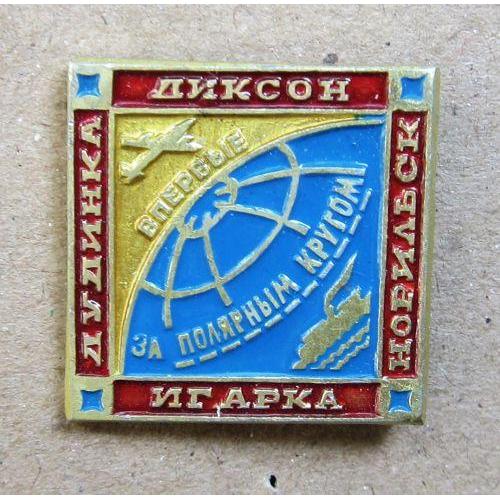 ДИКСОН
ДУДИНКА
ВПЕРВЫЕ
ЗА ПОЛЯРНЫМ КРУГОМ
НОРИЛЬСК
ИГАРКА